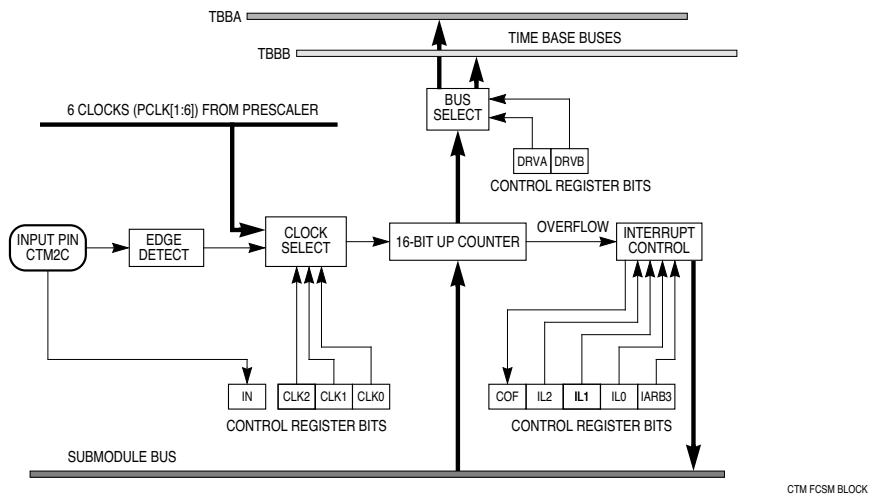 TBBA
TIME BASE BUSES
TBBB
6 CLOCKS (PCLK[1:6]) FROM PRESCALER
BUS
SELECT
DRVA DRVB
CONTROL REGISTER BITS
INPUT PIN
CTM2C
EDGE
DETECT
CLOCK
SELECT
16-BIT UP COUNTER
OVERFLOW
INTERRUPT
CONTROL
IN CLK2 CLK1 CLK0
CONTROL REGISTER BITS
COF IL2 IL1 IL0 IARB3
CONTROL REGISTER BITS
SUBMODULE BUS
CTM FCSM BLOCK